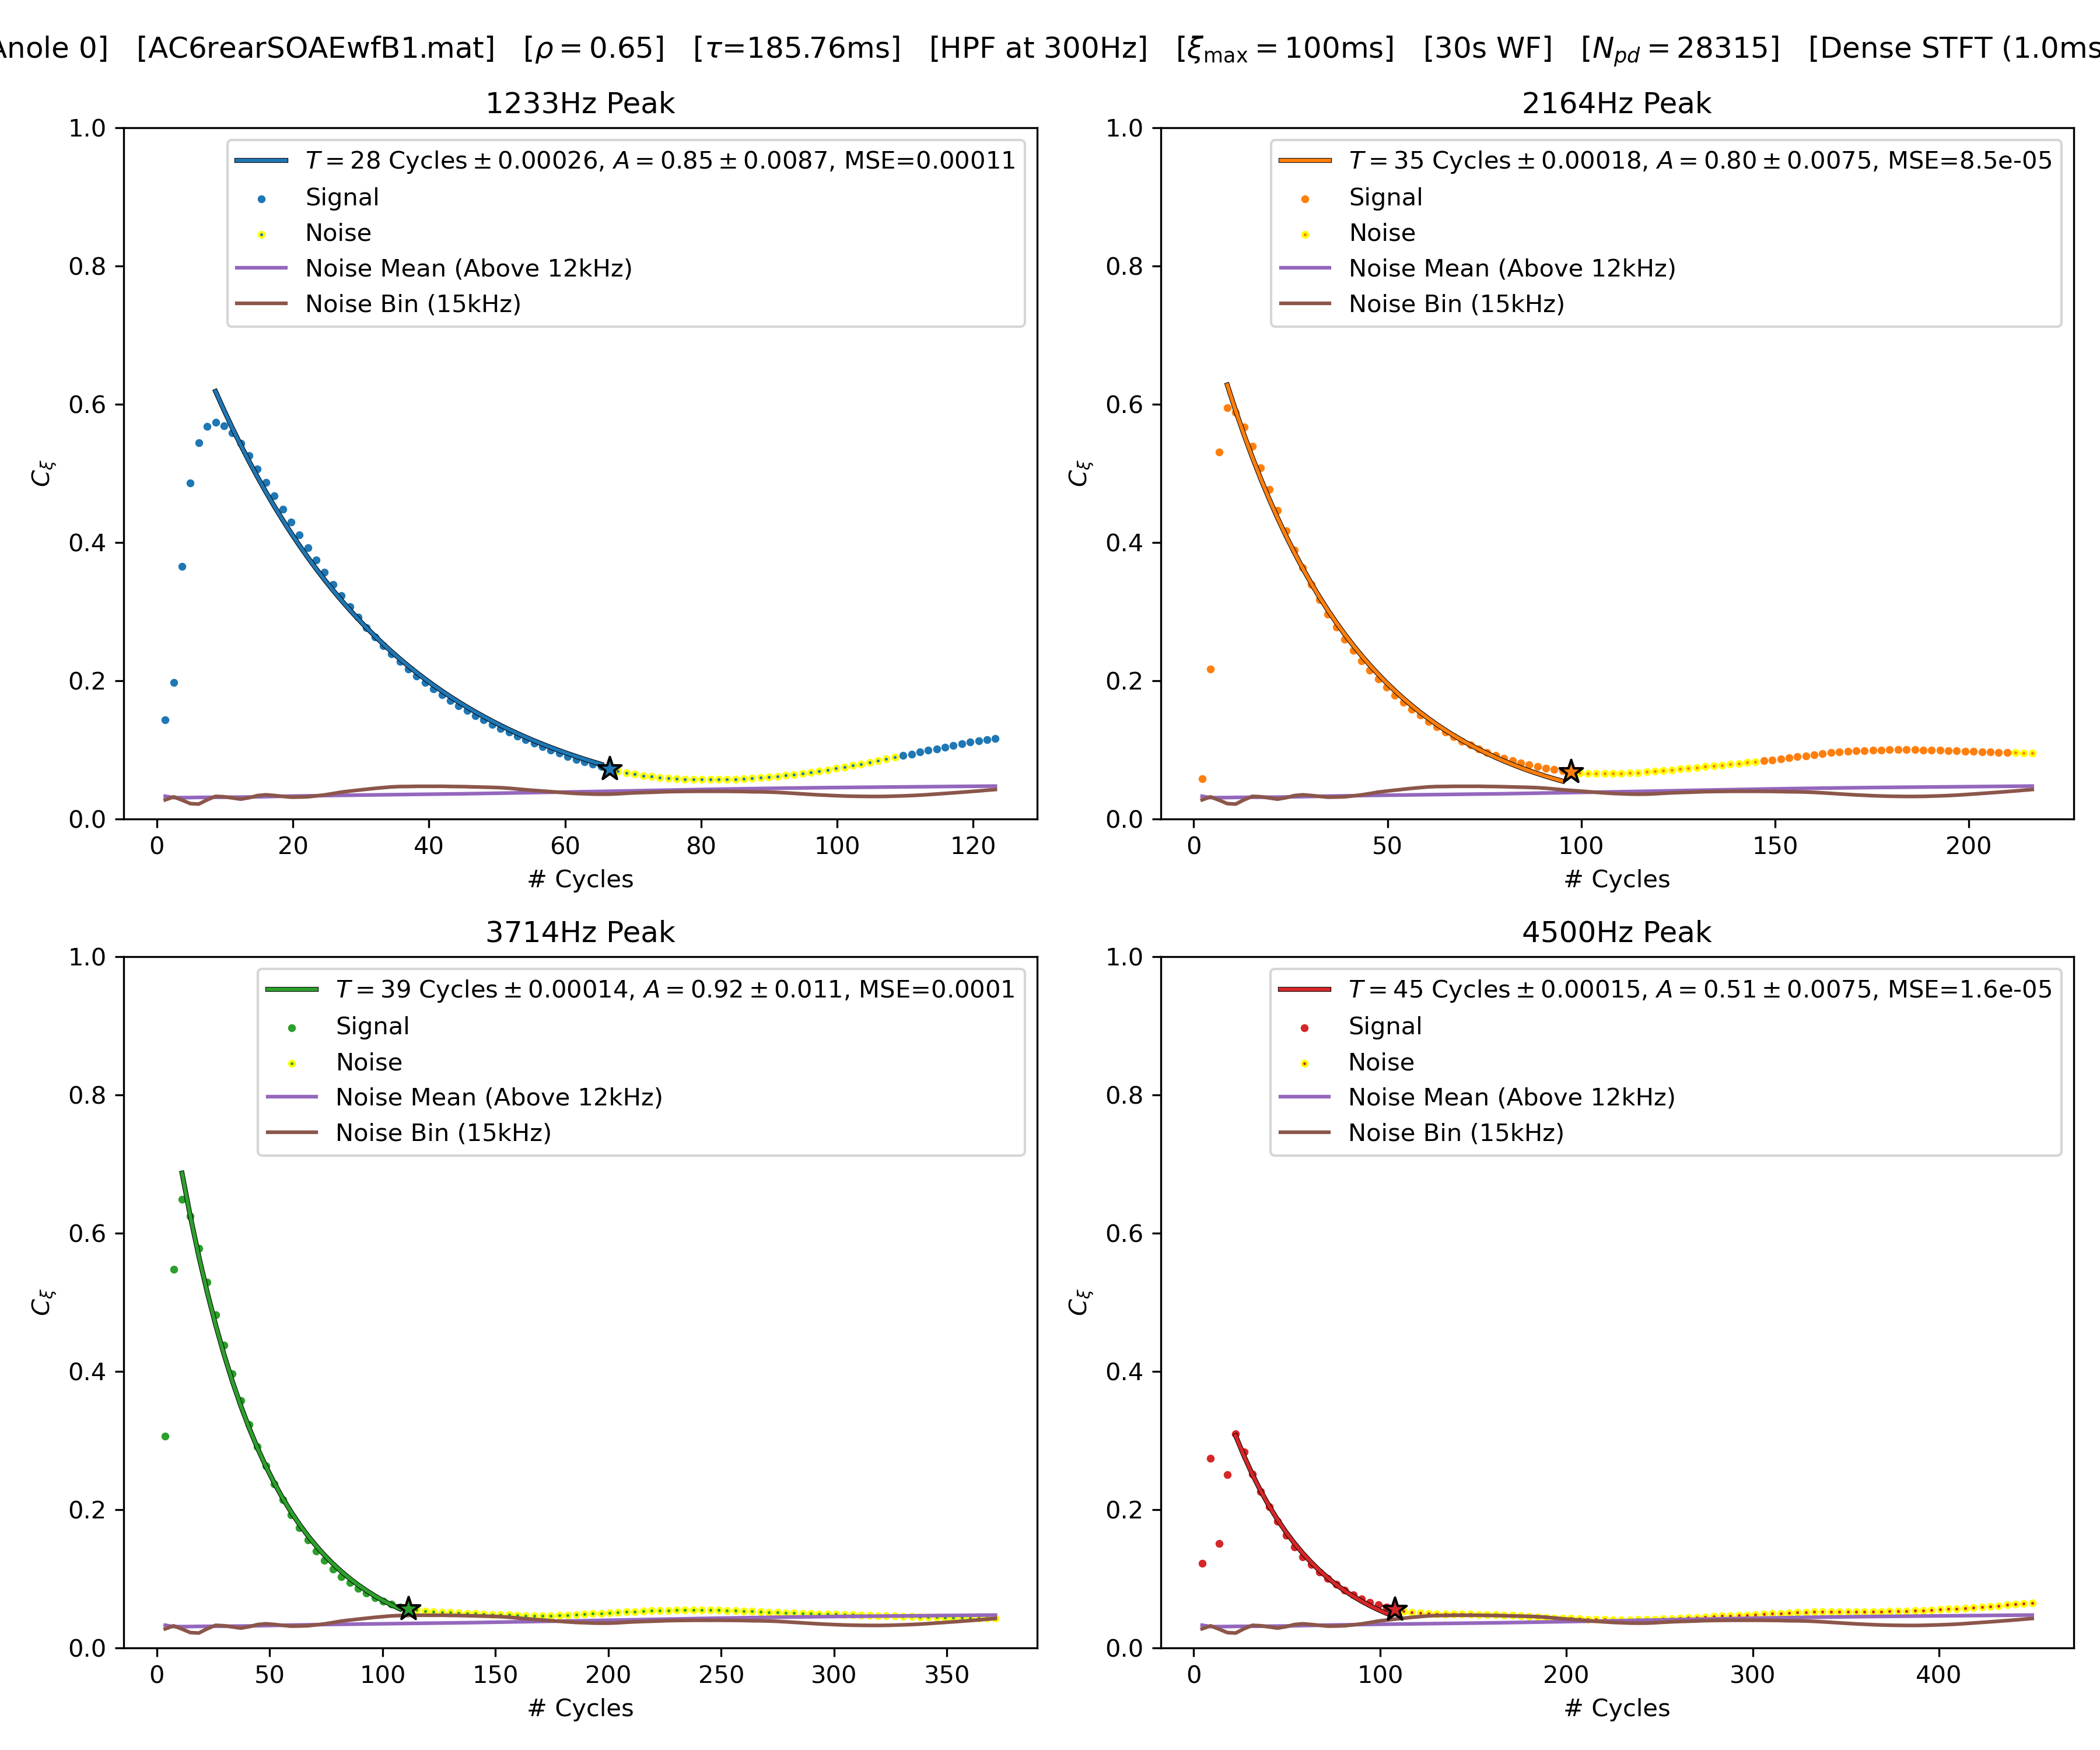 Anole 0]   [AC6rearSOAEwfB1.mat]   [ρ = 0.65]   [τ=185.76ms]   [HPF at 300Hz]   [ξmax = 100ms]   [30s WF]   [Npd = 28315]   [Dense STFT (1.0ms
1233Hz Peak
T = 28 Cycles ± 0.00026, A = 0.85 ± 0.0087, MSE=0.00011
Signal
Noise
Noise Mean (Above 12kHz)
Noise Bin (15kHz)
1.0
0.8
0.6
0.4
0.2
0.0
Cξ
0 20 40 60 80 100 120
# Cycles
2164Hz Peak
T = 35 Cycles ± 0.00018, A = 0.80 ± 0.0075, MSE=8.5e-05
Signal
Noise
Noise Mean (Above 12kHz)
Noise Bin (15kHz)
1.0
0.8
0.6
0.4
0.2
0.0
Cξ
0 50 100 150 200
# Cycles
3714Hz Peak
T = 39 Cycles ± 0.00014, A = 0.92 ± 0.011, MSE=0.0001
Signal
Noise
Noise Mean (Above 12kHz)
Noise Bin (15kHz)
1.0
0.8
0.6
0.4
0.2
0.0
Cξ
0 50 100 150 200 250 300 350
# Cycles
4500Hz Peak
T = 45 Cycles ± 0.00015, A = 0.51 ± 0.0075, MSE=1.6e-05
Signal
Noise
Noise Mean (Above 12kHz)
Noise Bin (15kHz)
1.0
0.8
0.6
0.4
0.2
0.0
Cξ
0 100 200 300 400
# Cycles